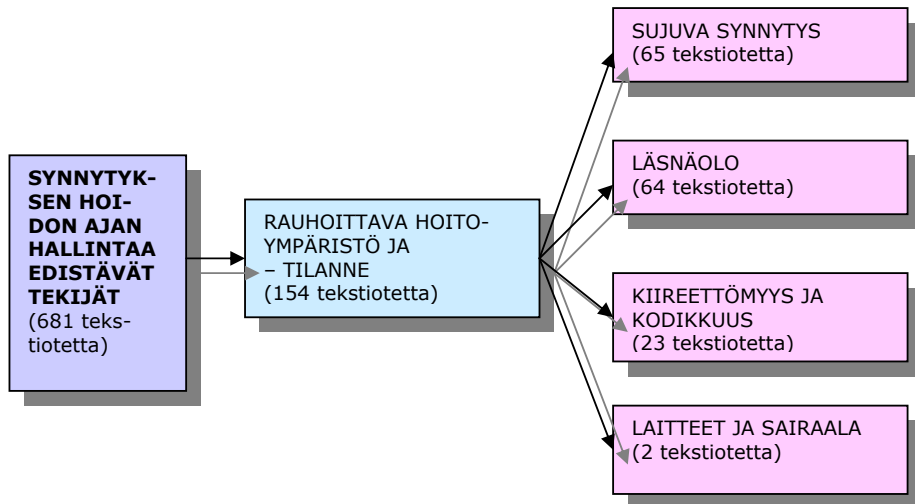 SYNNYTYK-
SEN HOI-
DON AJAN
HALLINTAA
EDISTÄVÄT
TEKIJÄT
(681 teks-
tiotetta)
RAUHOITTAVA HOITO-
YMPÄRISTÖ JA
– TILANNE
(154 tekstiotetta)
SUJUVA SYNNYTYS
(65 tekstiotetta)
LÄSNÄOLO
(64 tekstiotetta)
KIIREETTÖMYYS JA
KODIKKUUS
(23 tekstiotetta)
LAITTEET JA SAIRAALA
(2 tekstiotetta)